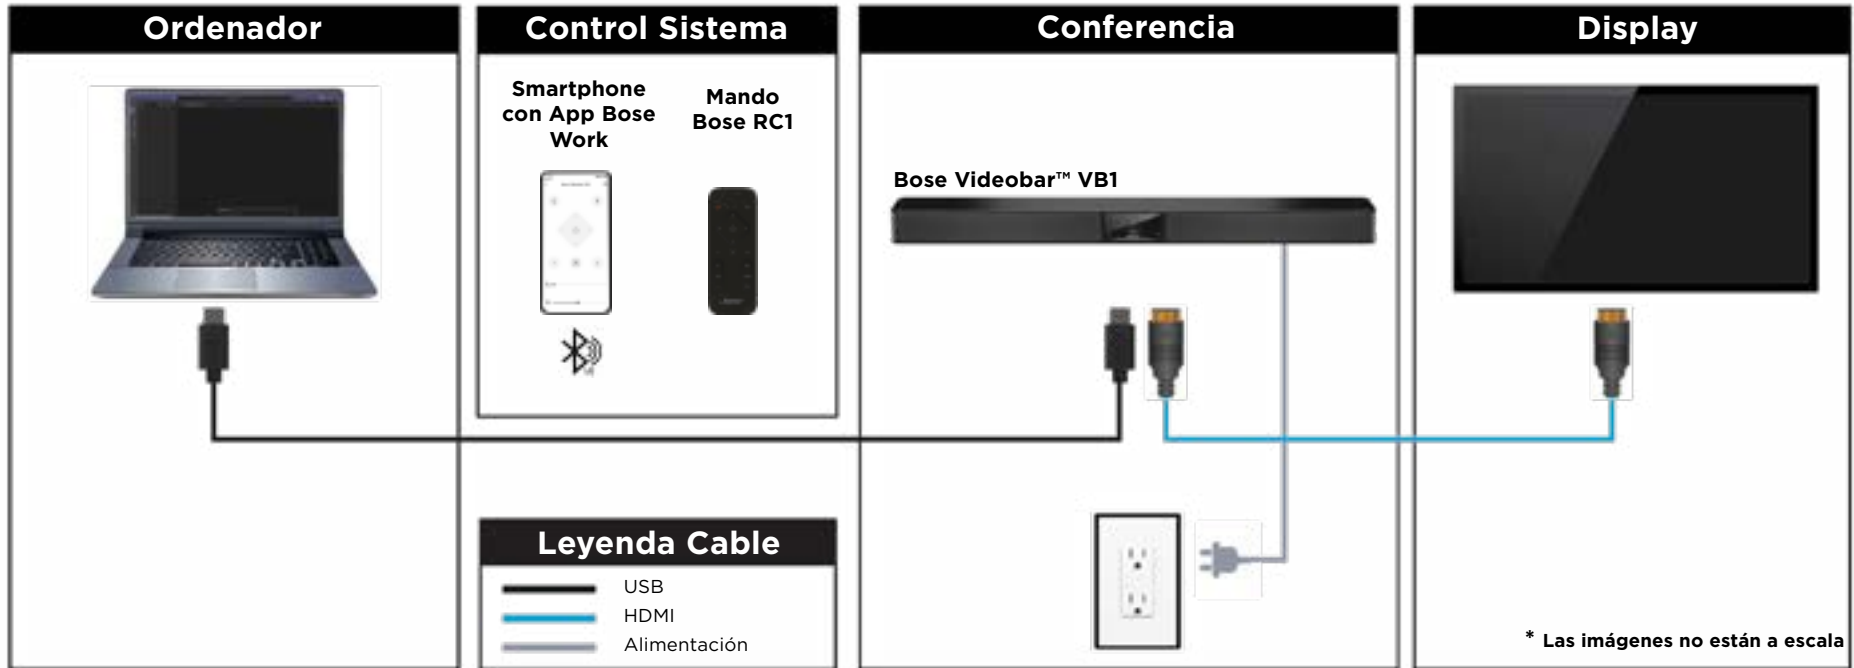 Ordenador
Control Sistema
Smartphone
con App Bose
Work
Mando
Bose RC1
Conferencia
Bose Videobar™ VB1
Display
Leyenda Cable
USB
HDMI
Alimentación
* Las imágenes no están a escala